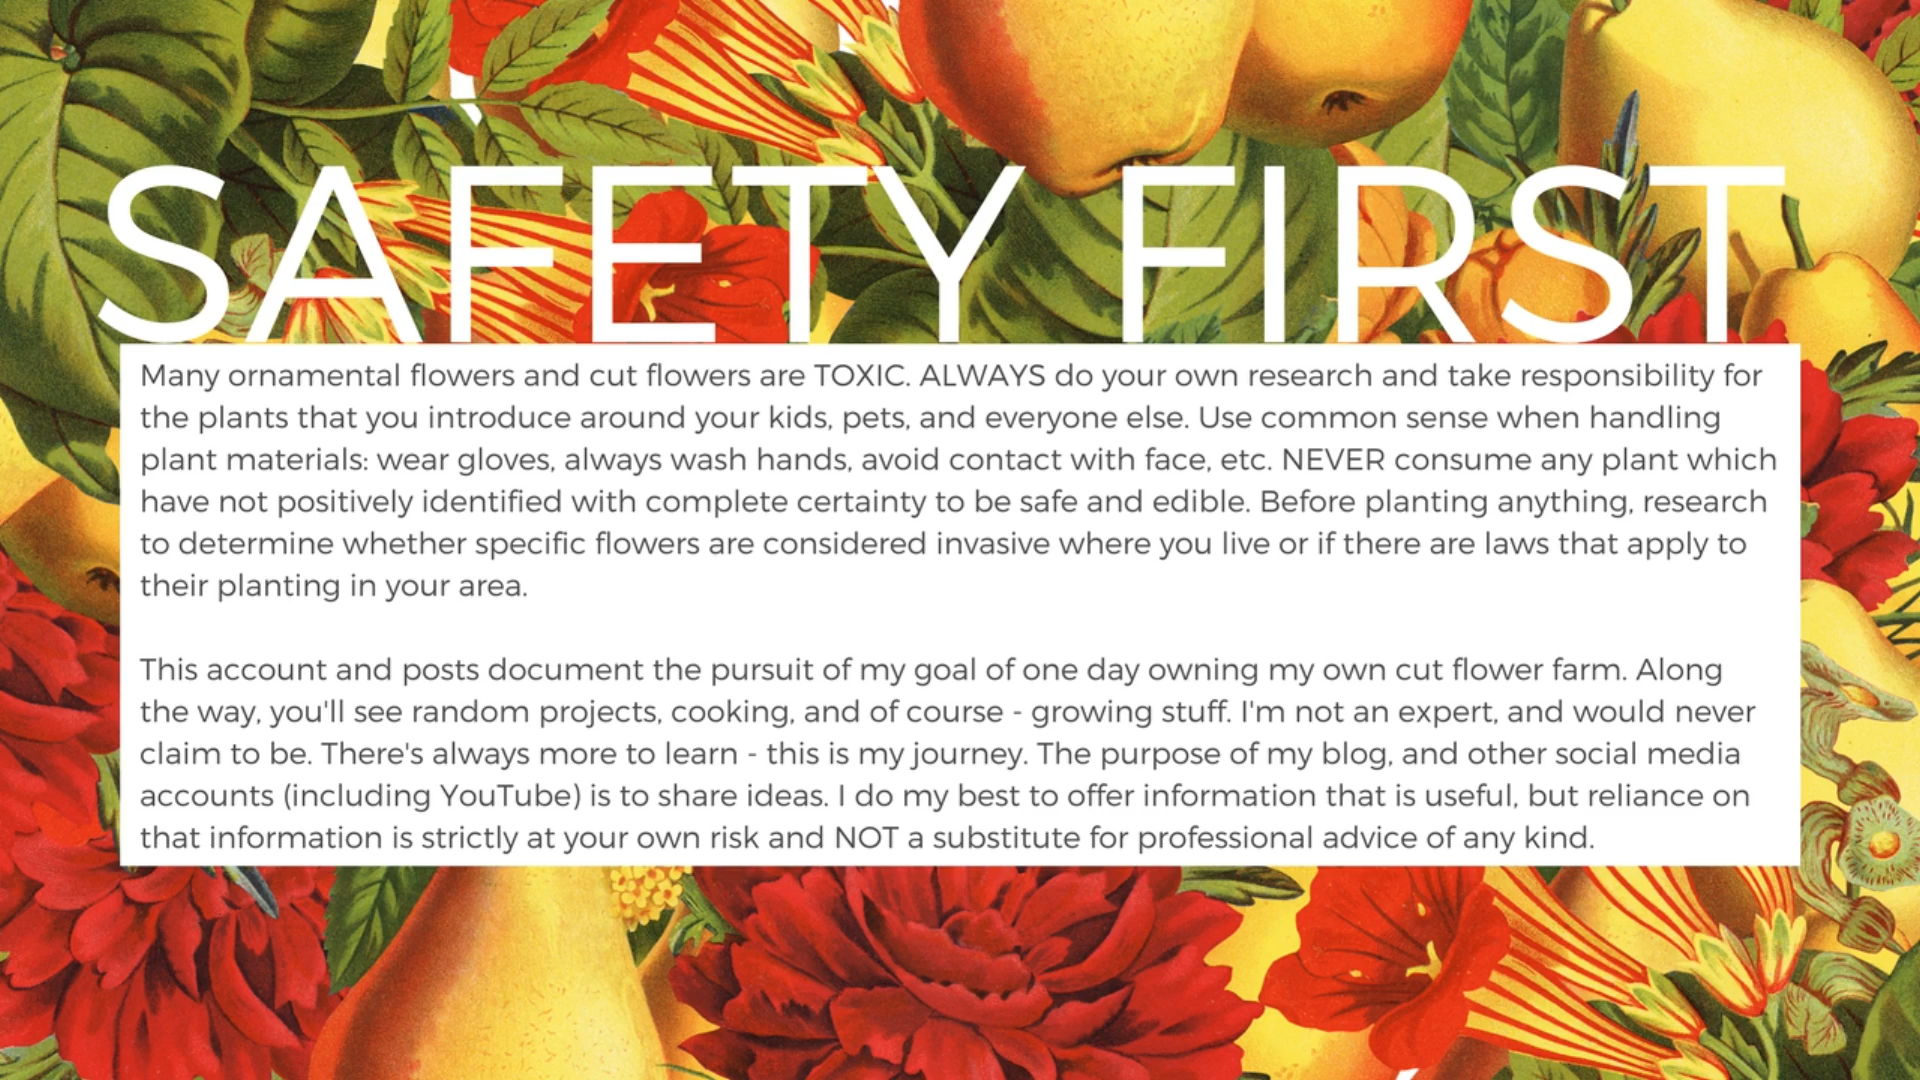 SAFETY FIRST
Many ornamental flowers and cut flowers are TOXIC. ALWAYS do your own research and take responsibility for
the plants that you introduce around your kids, pets, and everyone else. Use common sense when handling
plant materials: wear gloves, always wash hands, avoid contact with face, etc. NEVER consume any plant which
have not positively identified with complete certainty to be safe and edible. Before planting anything, research
to determine whether specific flowers are considered invasive where you live or if there are laws that apply to
their planting in your area.
This account and posts document the pursuit of my goal of one day owning my own cut flower farm. Along
the way, you'll see random projects, cooking, and of course - growing stuff. I'm not an expert, and would never
claim to be. There's always more to learn - this is my journey. The purpose of my blog, and other social media
accounts (including YouTube) is to share ideas. I do my best to offer information that is useful, but reliance on
that information is strictly at your own risk and NOT a substitute for professional advice of any kind.